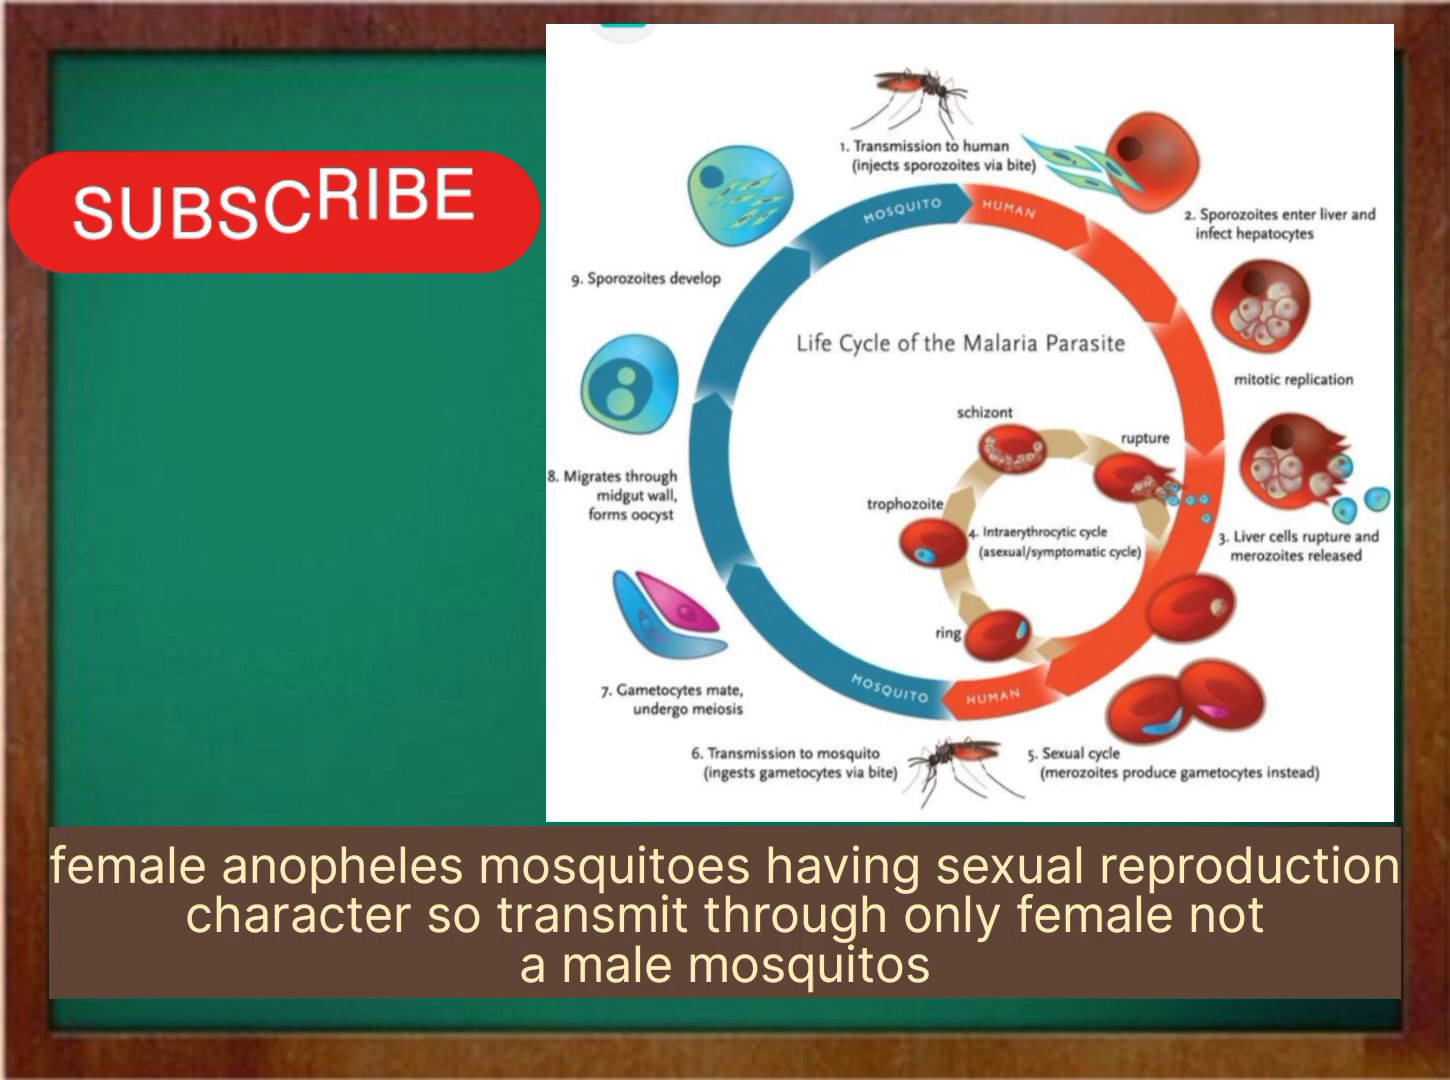 SUBSCRIBE
1. Transmission to human
(injects sporozoites via bite)
MOSQUITO
HUMAN
2. Sporozoites enter liver and
infect hepatocytes
9. Sporozoites develop
Life Cycle of the Malaria Parasite
mitotic replication
schizont
rupture
8. Migrates through
midgut wall,
forms oocyst
trophozoite
4. Intraerythrocytic cycle
(asexual/symptomatic cycle)
3. Liver cells rupture and
merozoites released
ring
7. Gametocytes mate,
undergo meiosis
MOSQUITO
HUMAN
6. Transmission to mosquito
(ingests gametocytes via bite)
5. Sexual cycle
(merozoites produce gametocytes instead)
female anopheles mosquitoes having sexual reproduction
character so transmit through only female not
a male mosquitos